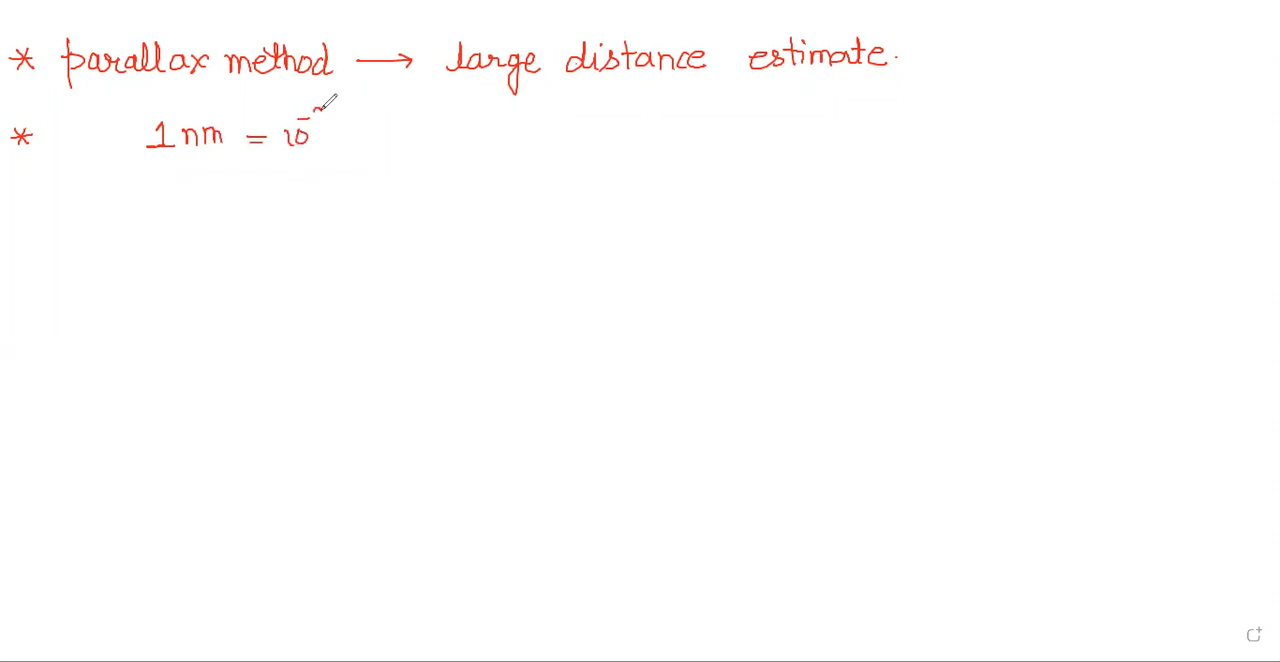 * parallax method → large distance estimate.
* 1 nm = 10⁻